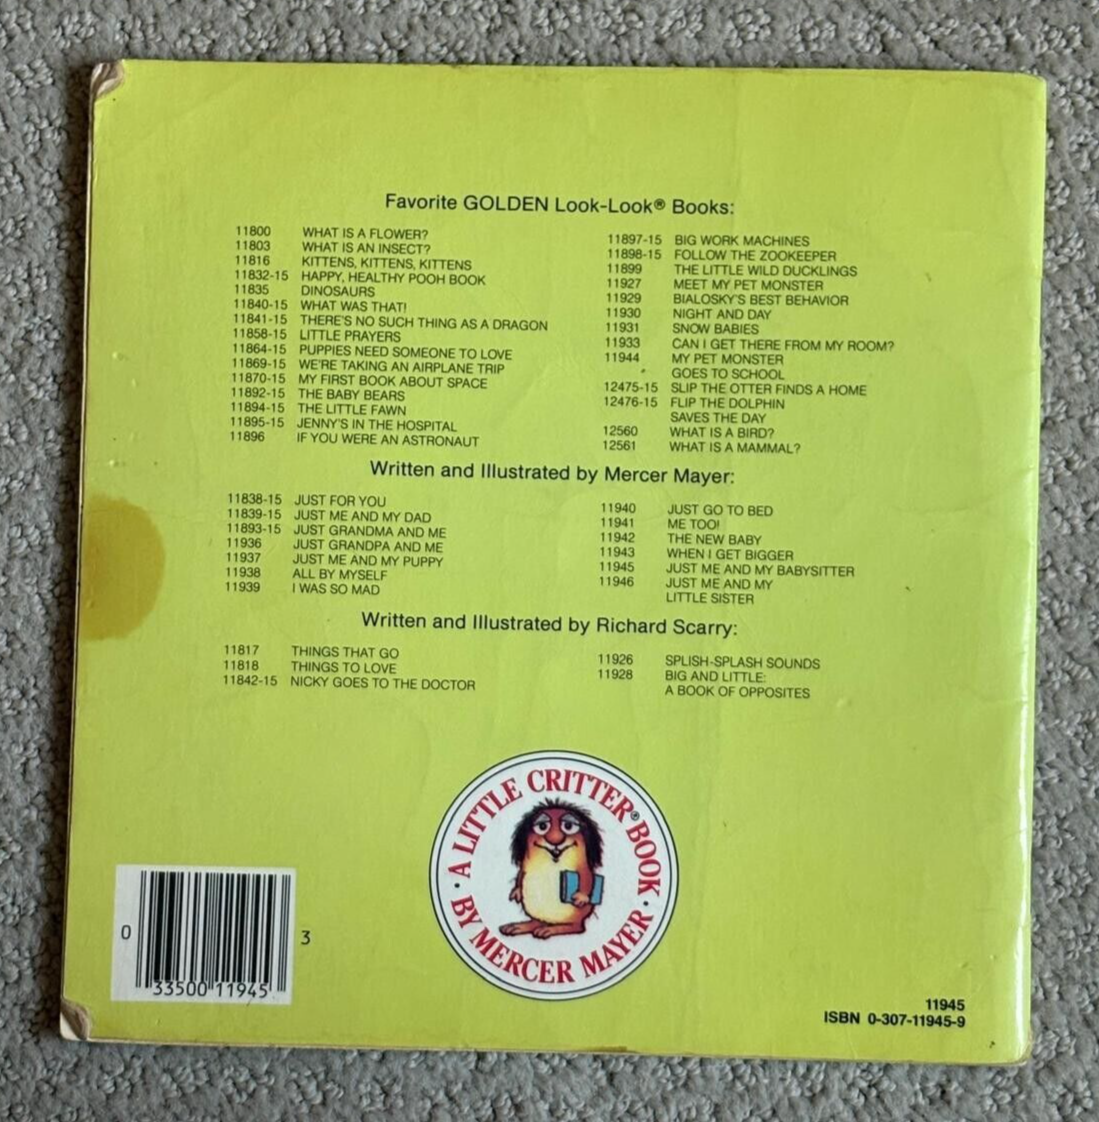 Favorite GOLDEN Look-Look® Books:
11800 WHAT IS A FLOWER?
11803 WHAT IS AN INSECT?
11816 KITTENS, KITTENS, KITTENS
11832-15 HAPPY, HEALTHY POOH BOOK
11835 DINOSAURS
11840-15 WHAT WAS THAT!
11841-15 THERE'S NO SUCH THING AS A DRAGON
11858-15 LITTLE PRAYERS
11864-15 PUPPIES NEED SOMEONE TO LOVE
11869-15 WE'RE TAKING AN AIRPLANE TRIP
11870-15 MY FIRST BOOK ABOUT SPACE
11892-15 THE BABY BEARS
11894-15 THE LITTLE FAWN
11895-15 JENNY'S IN THE HOSPITAL
11896 IF YOU WERE AN ASTRONAUT
11897-15 BIG WORK MACHINES
11898-15 FOLLOW THE ZOOKEEPER
11899 THE LITTLE WILD DUCKLINGS
11927 MEET MY PET MONSTER
11929 BIALOSKY'S BEST BEHAVIOR
11930 NIGHT AND DAY
11931 SNOW BABIES
11933 CAN I GET THERE FROM MY ROOM?
11944 MY PET MONSTER
GOES TO SCHOOL
12475-15 SLIP THE OTTER FINDS A HOME
12476-15 FLIP THE DOLPHIN
SAVES THE DAY
12560 WHAT IS A BIRD?
12561 WHAT IS A MAMMAL?
Written and Illustrated by Mercer Mayer:
11838-15 JUST FOR YOU
11839-15 JUST ME AND MY DAD
11893-15 JUST GRANDMA AND ME
11936 JUST GRANDPA AND ME
11937 JUST ME AND MY PUPPY
11938 ALL BY MYSELF
11939 I WAS SO MAD
11940 JUST GO TO BED
11941 ME TOO!
11942 THE NEW BABY
11943 WHEN I GET BIGGER
11945 JUST ME AND MY BABYSITTER
11946 JUST ME AND MY
LITTLE SISTER
Written and Illustrated by Richard Scarry:
11817 THINGS THAT GO
11818 THINGS TO LOVE
11842-15 NICKY GOES TO THE DOCTOR
11926 SPLISH-SPLASH SOUNDS
11928 BIG AND LITTLE:
A BOOK OF OPPOSITES
· A LITTLE CRITTER® BOOK ·
BY MERCER MAYER
0 33500 11945 3
11945
ISBN 0-307-11945-9